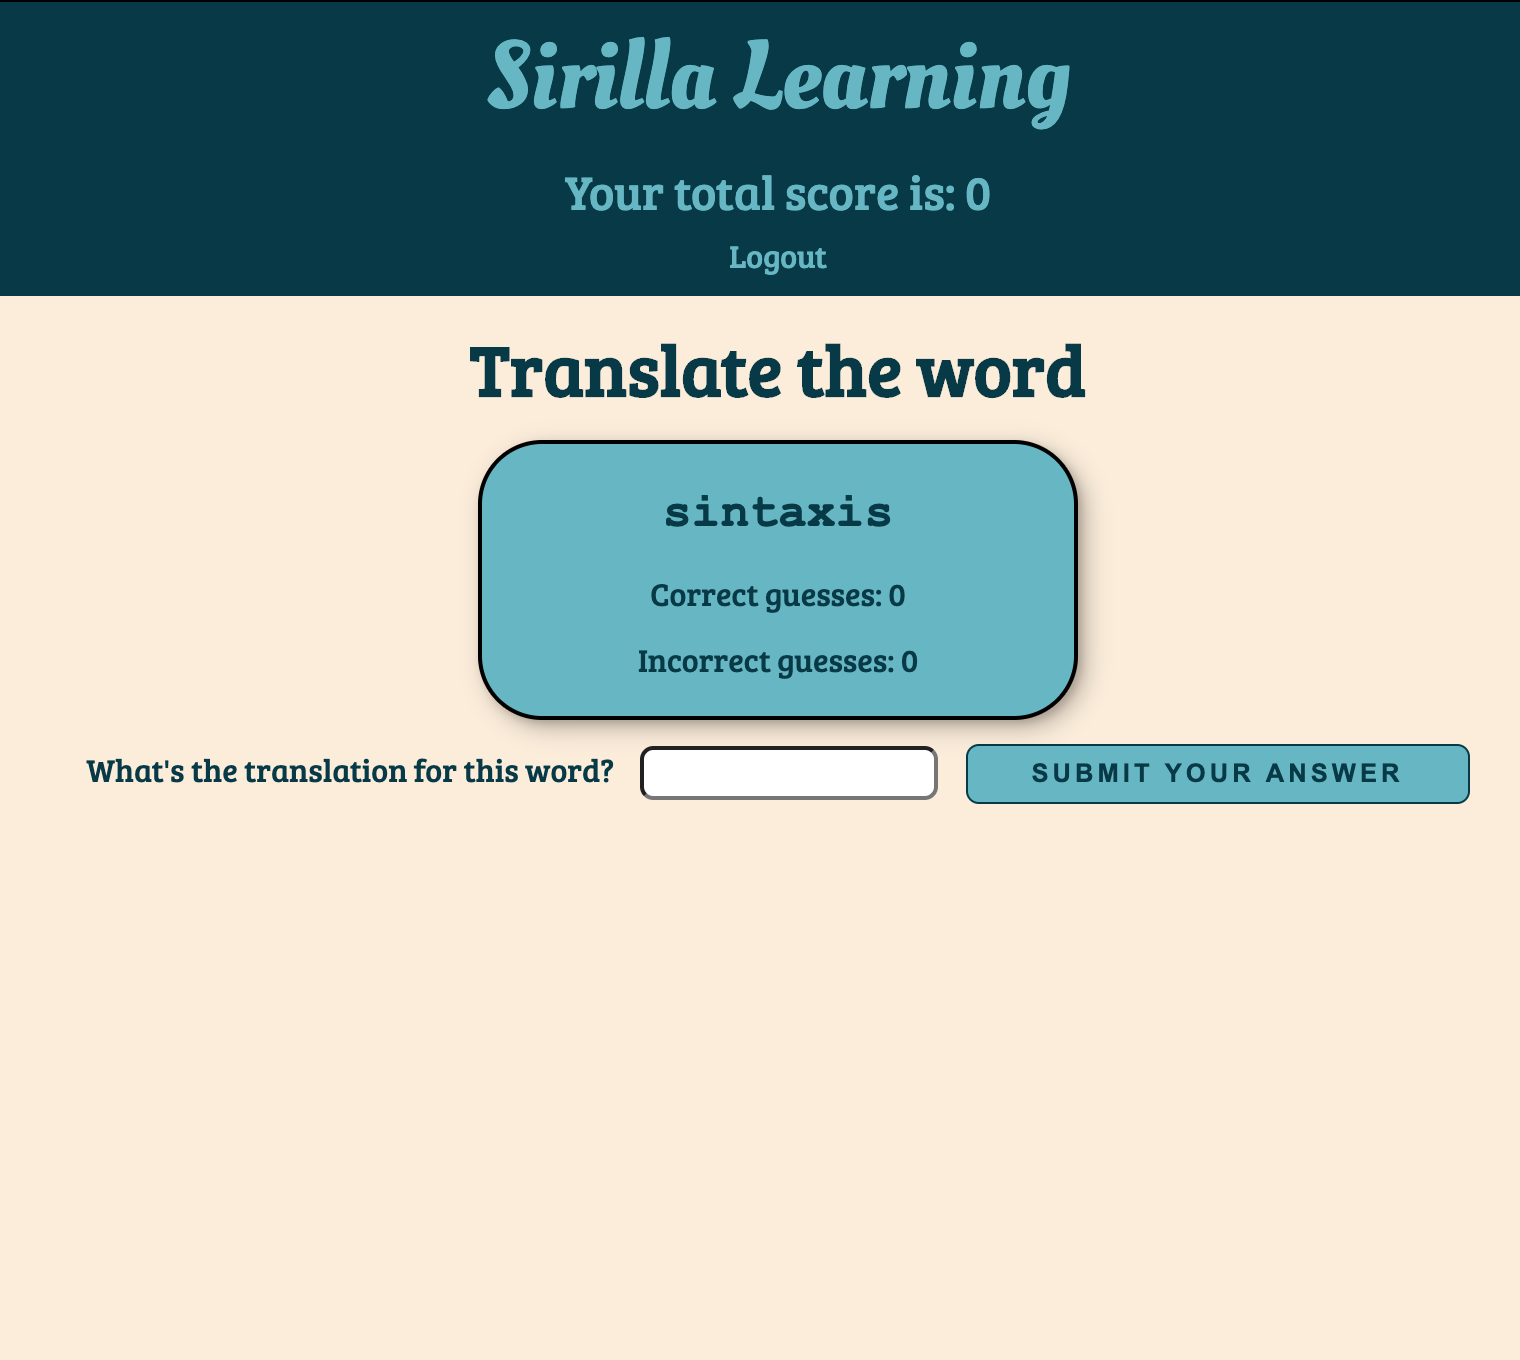 Sirilla Learning
Your total score is: 0
Logout
Translate the word
sintaxis
Correct guesses: 0
Incorrect guesses: 0
What's the translation for this word? SUBMIT YOUR ANSWER